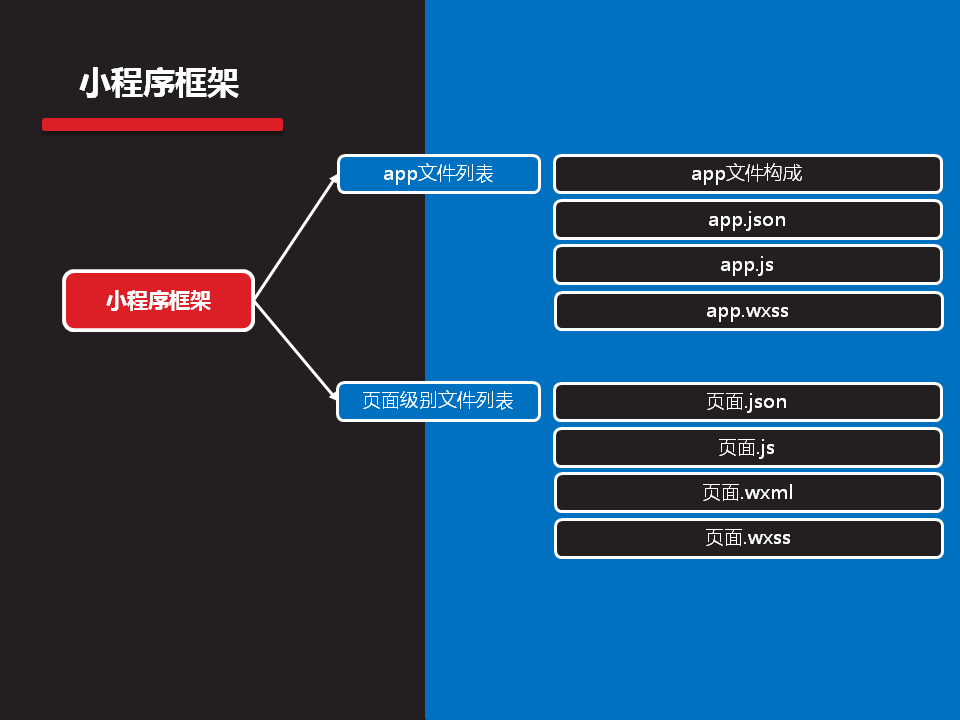 小程序框架
小程序框架
app文件列表
app文件构成
app.json
app.js
app.wxss
页面级别文件列表
页面.json
页面.js
页面.wxml
页面.wxss